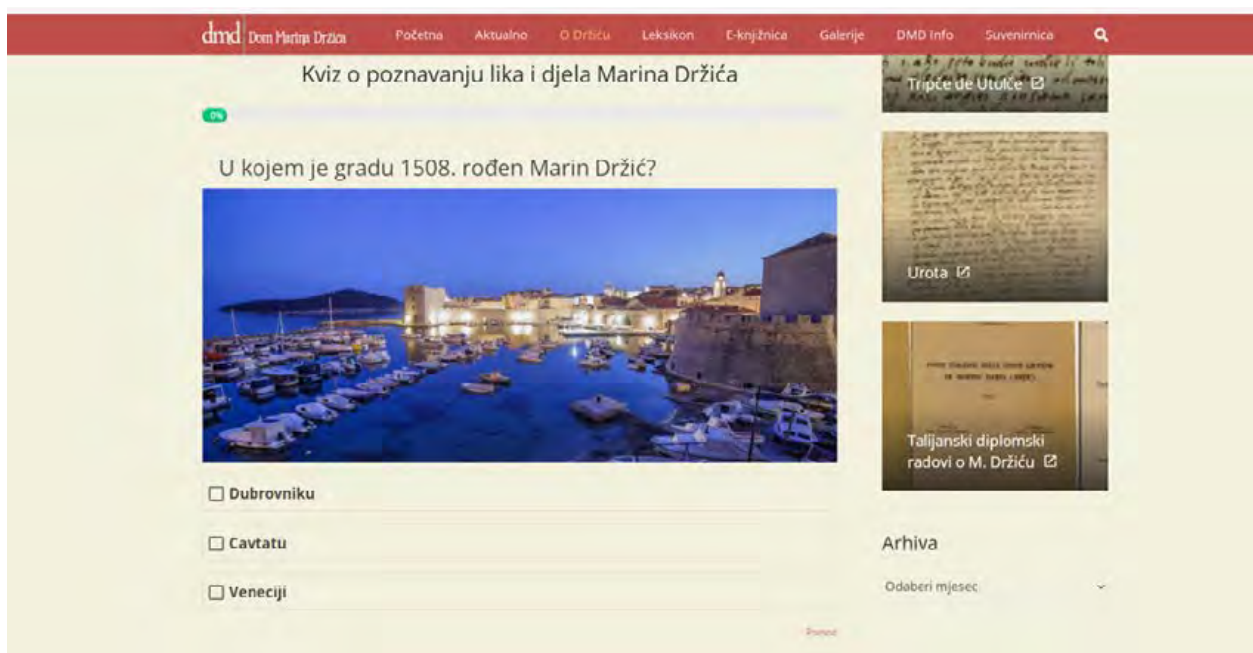 dmd Dom Marina Držića
Početna
Aktualno
O Držiću
Leksikon
E-knjižnica
Galerije
DMD Info
Suvenirnica
Kviz o poznavanju lika i djela Marina Držića
0%
U kojem je gradu 1508. rođen Marin Držić?
Dubrovniku
Cavtatu
Veneciji
Tripče de Utolče
Urota
Talijanski diplomski
radovi o M. Držiću
Arhiva
Odaberi mjesec